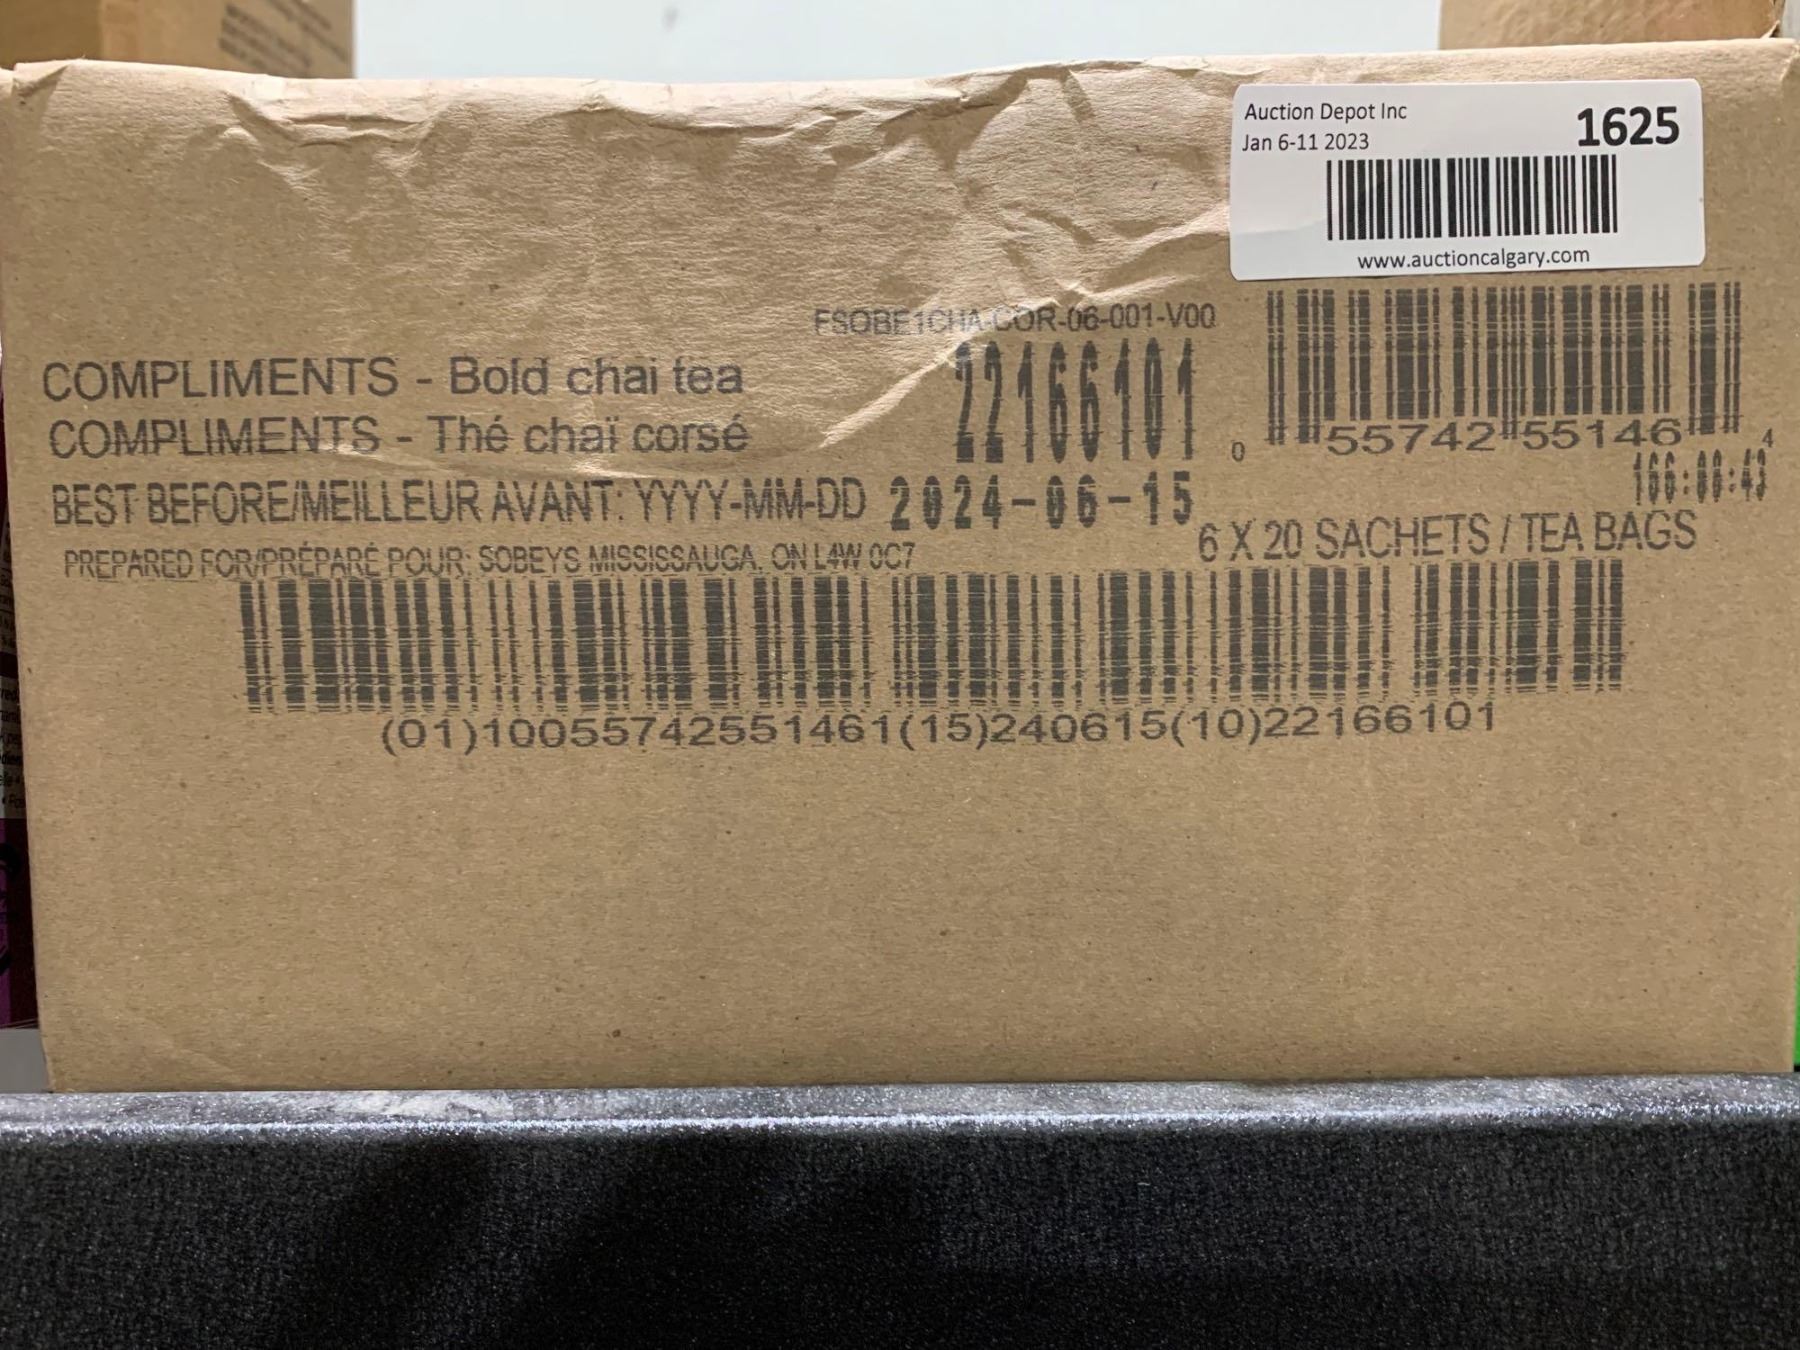 Auction Depot Inc
Jan 6-11 2023
1625
www.auctioncalgary.com
FSOBE1CHA-COR-06-001-V00
COMPLIMENTS - Bold chai tea
COMPLIMENTS - Thé chaï corsé
22166101
0 55742 55146 4
166:08:43
BEST BEFORE/MEILLEUR AVANT: YYYY-MM-DD 2024-06-15
6 X 20 SACHETS / TEA BAGS
PREPARED FOR/PRÉPARÉ POUR: SOBEYS MISSISSAUGA, ON L4W 0C7
(01)10055742551461(15)240615(10)22166101